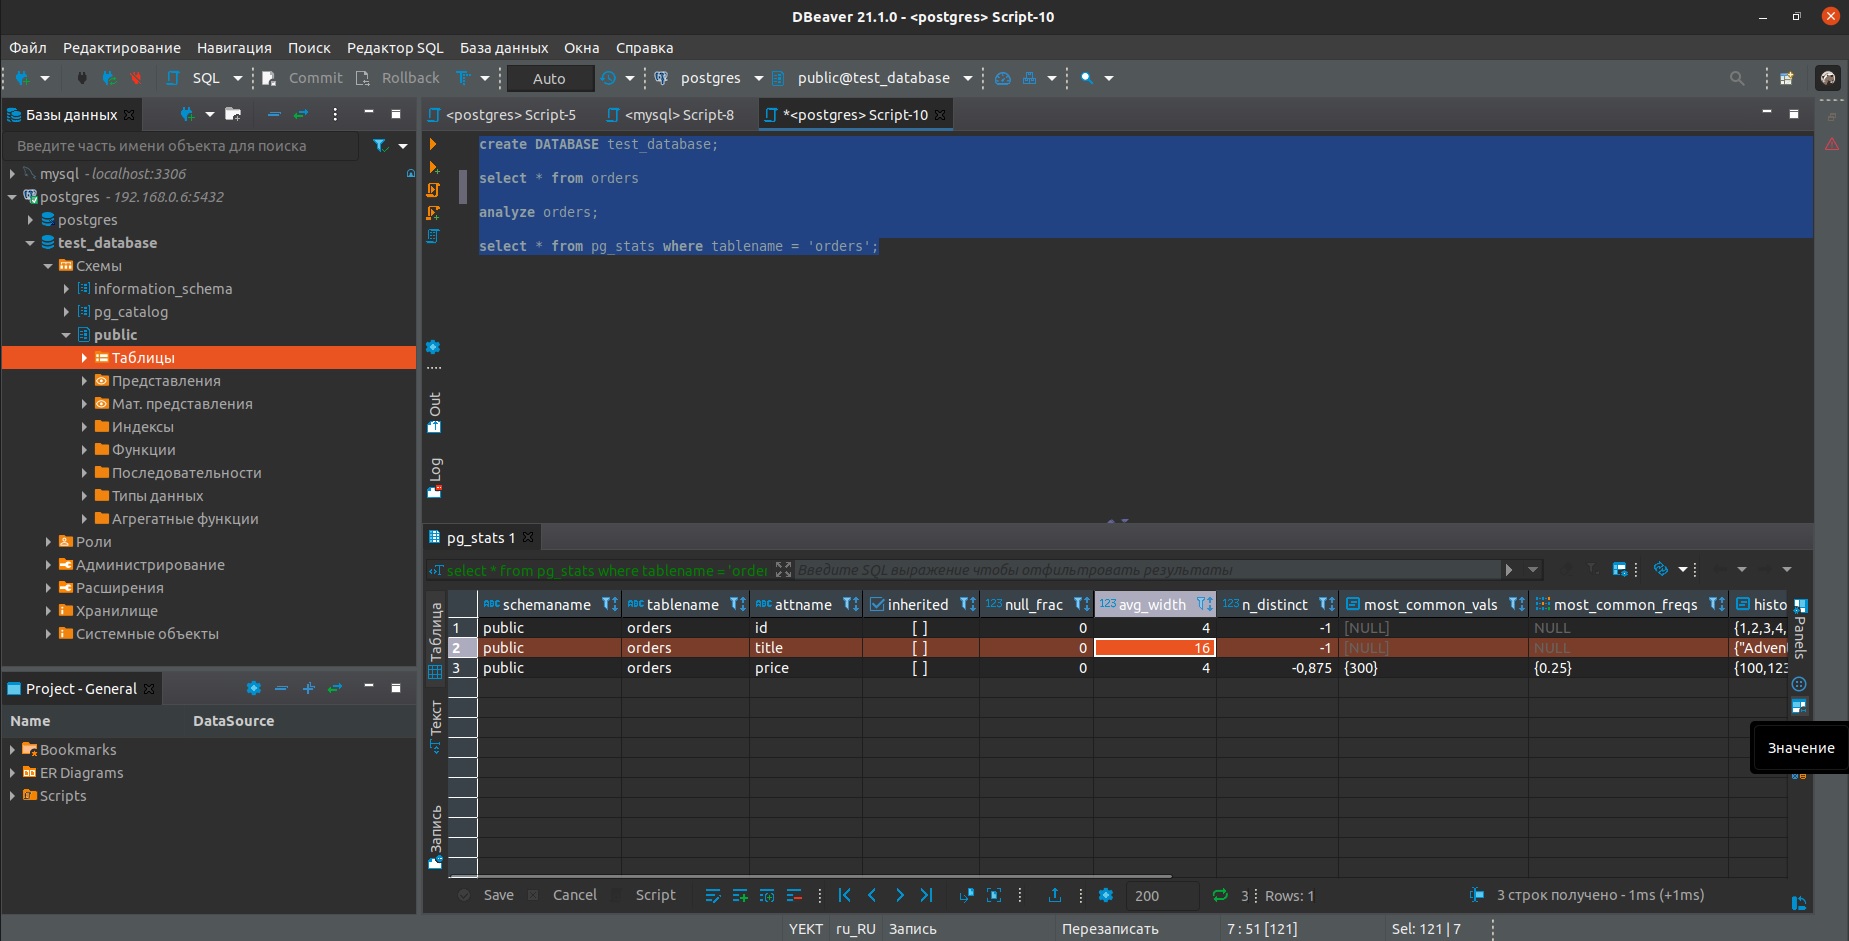 DBeaver 21.1.0 - <postgres> Script-10
Файл Редактирование Навигация Поиск Редактор SQL База данных Окна Справка
SQL Commit Rollback Auto postgres public@test_database
Базы данных
Введите часть имени объекта для поиска
mysql - localhost:3306
postgres - 192.168.0.6:5432
postgres
test_database
Схемы
information_schema
pg_catalog
public
Таблицы
Представления
Мат. представления
Индексы
Функции
Последовательности
Типы данных
Агрегатные функции
Роли
Администрирование
Расширения
Хранилище
Системные объекты
Project - General
Name DataSource
Bookmarks
ER Diagrams
Scripts
<postgres> Script-5 <mysql> Script-8 *<postgres> Script-10
create DATABASE test_database;
select * from orders
analyze orders;
select * from pg_stats where tablename = 'orders';
Out
Log
pg_stats 1
select * from pg_stats where tablename = 'order Введите SQL выражение чтобы отфильтровать результаты
Таблица
Текст
Запись
schemaname tablename attname inherited null_frac avg_width n_distinct most_common_vals most_common_freqs histo
1 public orders id [ ] 0 4 -1 [NULL] NULL {1,2,3,4,
2 public orders title [ ] 0 16 -1 [NULL] NULL {"Adven
3 public orders price [ ] 0 4 -0,875 {300} {0.25} {100,123
Panels
Значение
Save Cancel Script 200 3 Rows: 1 3 строк получено - 1ms (+1ms)
YEKT ru_RU Запись Перезаписать 7 : 51 [121] Sel: 121 | 7